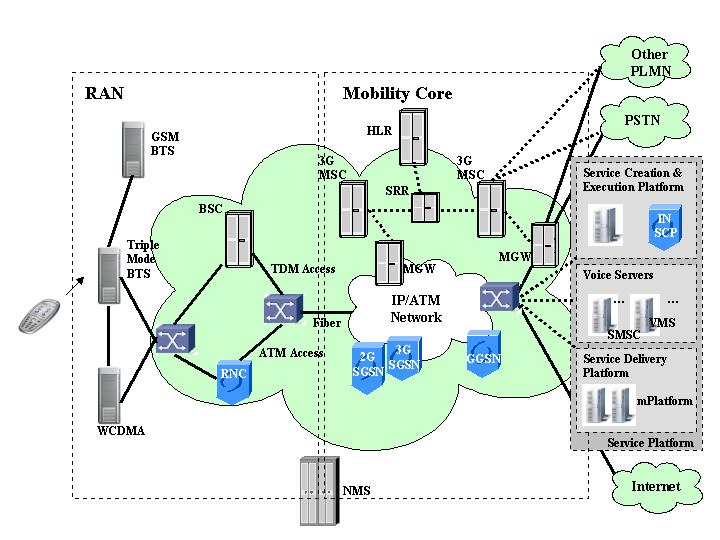 Other
PLMN
RAN
Mobility Core
PSTN
GSM
BTS
HLR
3G
MSC
3G
MSC
Service Creation &
Execution Platform
SRR
BSC
IN
SCP
Triple
Mode
BTS
TDM Access
MGW
MGW
Voice Servers
IP/ATM
Network
...
...
Fiber
VMS
SMSC
ATM Access
2G
SGSN
3G
SGSN
GGSN
Service Delivery
Platform
RNC
mPlatform
WCDMA
Service Platform
NMS
Internet